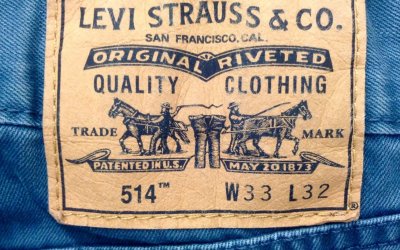 LEVI STRAUSS & CO.
SAN FRANCISCO, CAL.
ORIGINAL RIVETED
QUALITY CLOTHING
TRADE MARK
PATENTED IN U.S. MAY 20 1873
514™ W33 L32 ®